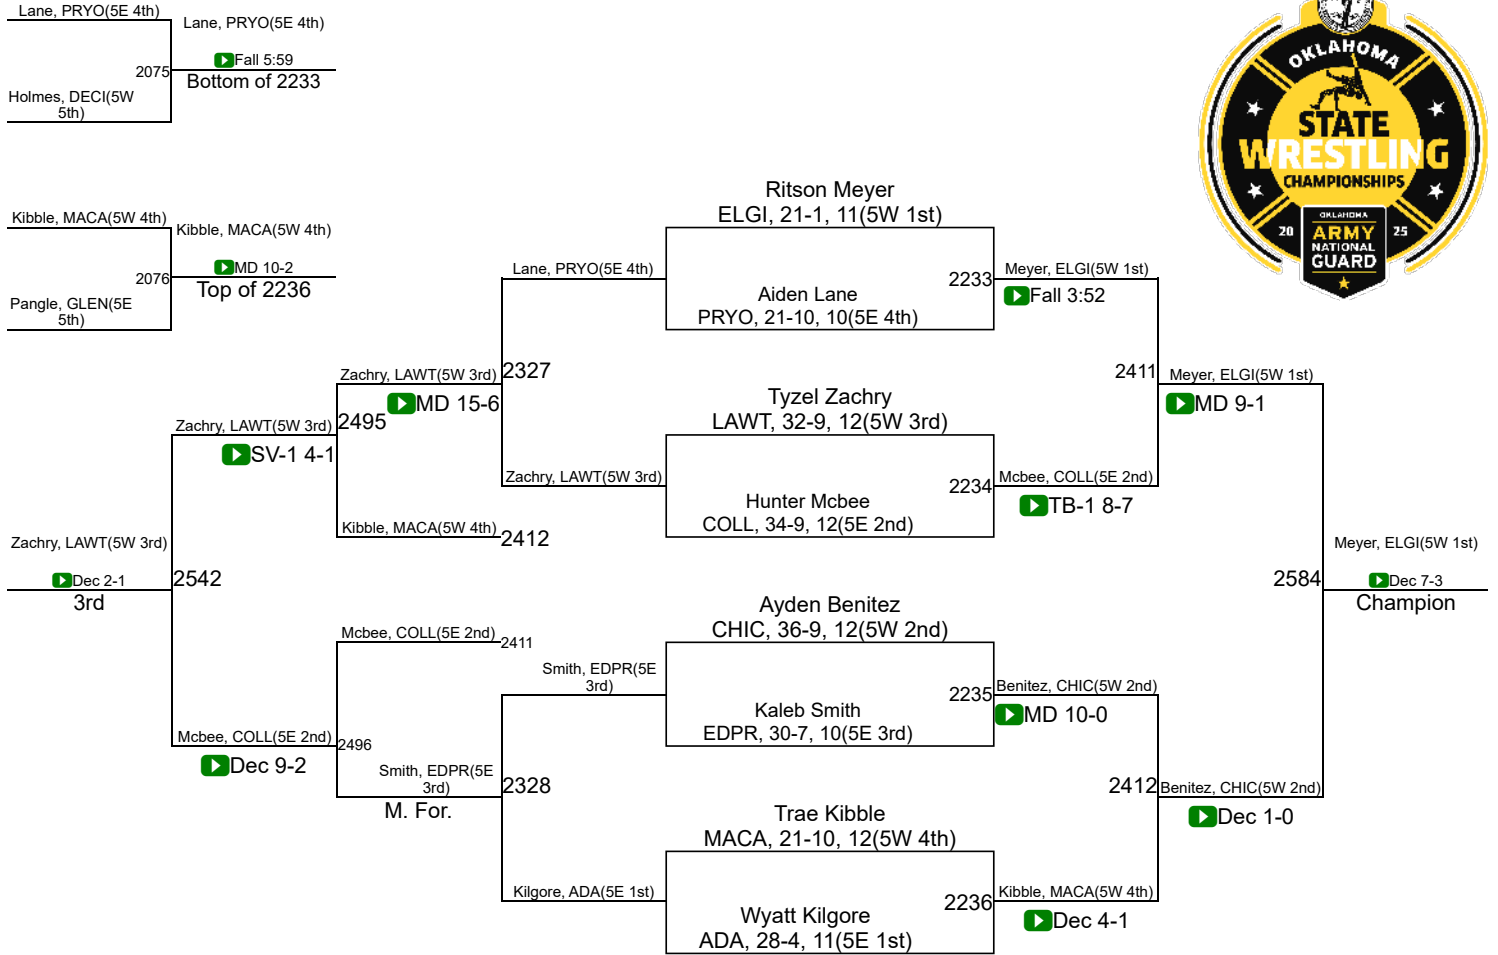 Lane, PRYO(5E 4th)
Lane, PRYO(5E 4th)
Fall 5:59
2075
Bottom of 2233
Holmes, DECI(5W
5th)
Kibble, MACA(5W 4th)
Kibble, MACA(5W 4th)
MD 10-2
2076
Top of 2236
Pangle, GLEN(5E
5th)
OKLAHOMA
STATE
WRESTLING
CHAMPIONSHIPS
OKLAHOMA
20
ARMY
25
NATIONAL
GUARD
Ritson Meyer
ELGI, 21-1, 11(5W 1st)
Lane, PRYO(5E 4th)
2233
Meyer, ELGI(5W 1st)
Fall 3:52
Aiden Lane
PRYO, 21-10, 10(5E 4th)
Zachry, LAWT(5W 3rd)
2327
MD 15-6
2411
Meyer, ELGI(5W 1st)
MD 9-1
Tyzel Zachry
LAWT, 32-9, 12(5W 3rd)
Zachry, LAWT(5W 3rd)
2495
SV-1 4-1
Zachry, LAWT(5W 3rd)
2234
Mcbee, COLL(5E 2nd)
TB-1 8-7
Hunter Mcbee
COLL, 34-9, 12(5E 2nd)
Kibble, MACA(5W 4th)
2412
Zachry, LAWT(5W 3rd)
Dec 2-1
3rd
2542
2584
Meyer, ELGI(5W 1st)
Dec 7-3
Champion
Ayden Benitez
CHIC, 36-9, 12(5W 2nd)
Mcbee, COLL(5E 2nd)
2411
Smith, EDPR(5E
3rd)
2235
Benitez, CHIC(5W 2nd)
MD 10-0
Kaleb Smith
EDPR, 30-7, 10(5E 3rd)
Mcbee, COLL(5E 2nd)
2496
Dec 9-2
Smith, EDPR(5E
3rd)
2328
M. For.
2412
Benitez, CHIC(5W 2nd)
Dec 1-0
Trae Kibble
MACA, 21-10, 12(5W 4th)
Kilgore, ADA(5E 1st)
2236
Kibble, MACA(5W 4th)
Dec 4-1
Wyatt Kilgore
ADA, 28-4, 11(5E 1st)